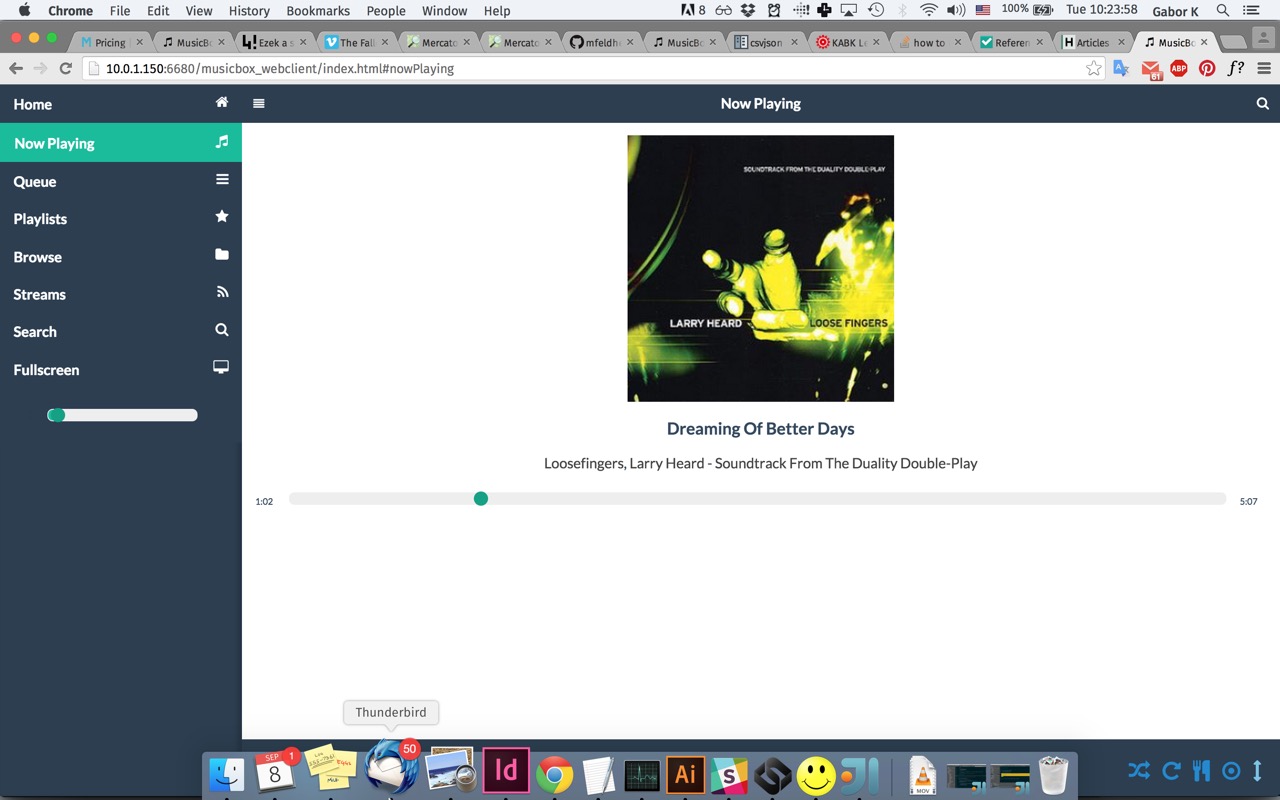 Chrome File Edit View History Bookmarks People Window Help
8 100% Tue 10:23:58 Gabor K
Pricing MusicBo Ezek a s The Fall Mercato Mercato mfeldh MusicBo csvjson KABK Le how to Referen Articles MusicBo
10.0.1.150:6680/musicbox_webclient/index.html#nowPlaying
61 ABP f?
Home
Now Playing
Now Playing
Queue
Playlists
Browse
Streams
Search
Fullscreen
SOUNDTRACK FROM THE DUALITY DOUBLE-PLAY
LARRY HEARD LOOSE FINGERS
Dreaming Of Better Days
Loosefingers, Larry Heard - Soundtrack From The Duality Double-Play
1:02 5:07
Thunderbird
SEP 8 1
50
Id
Ai
S
MOV